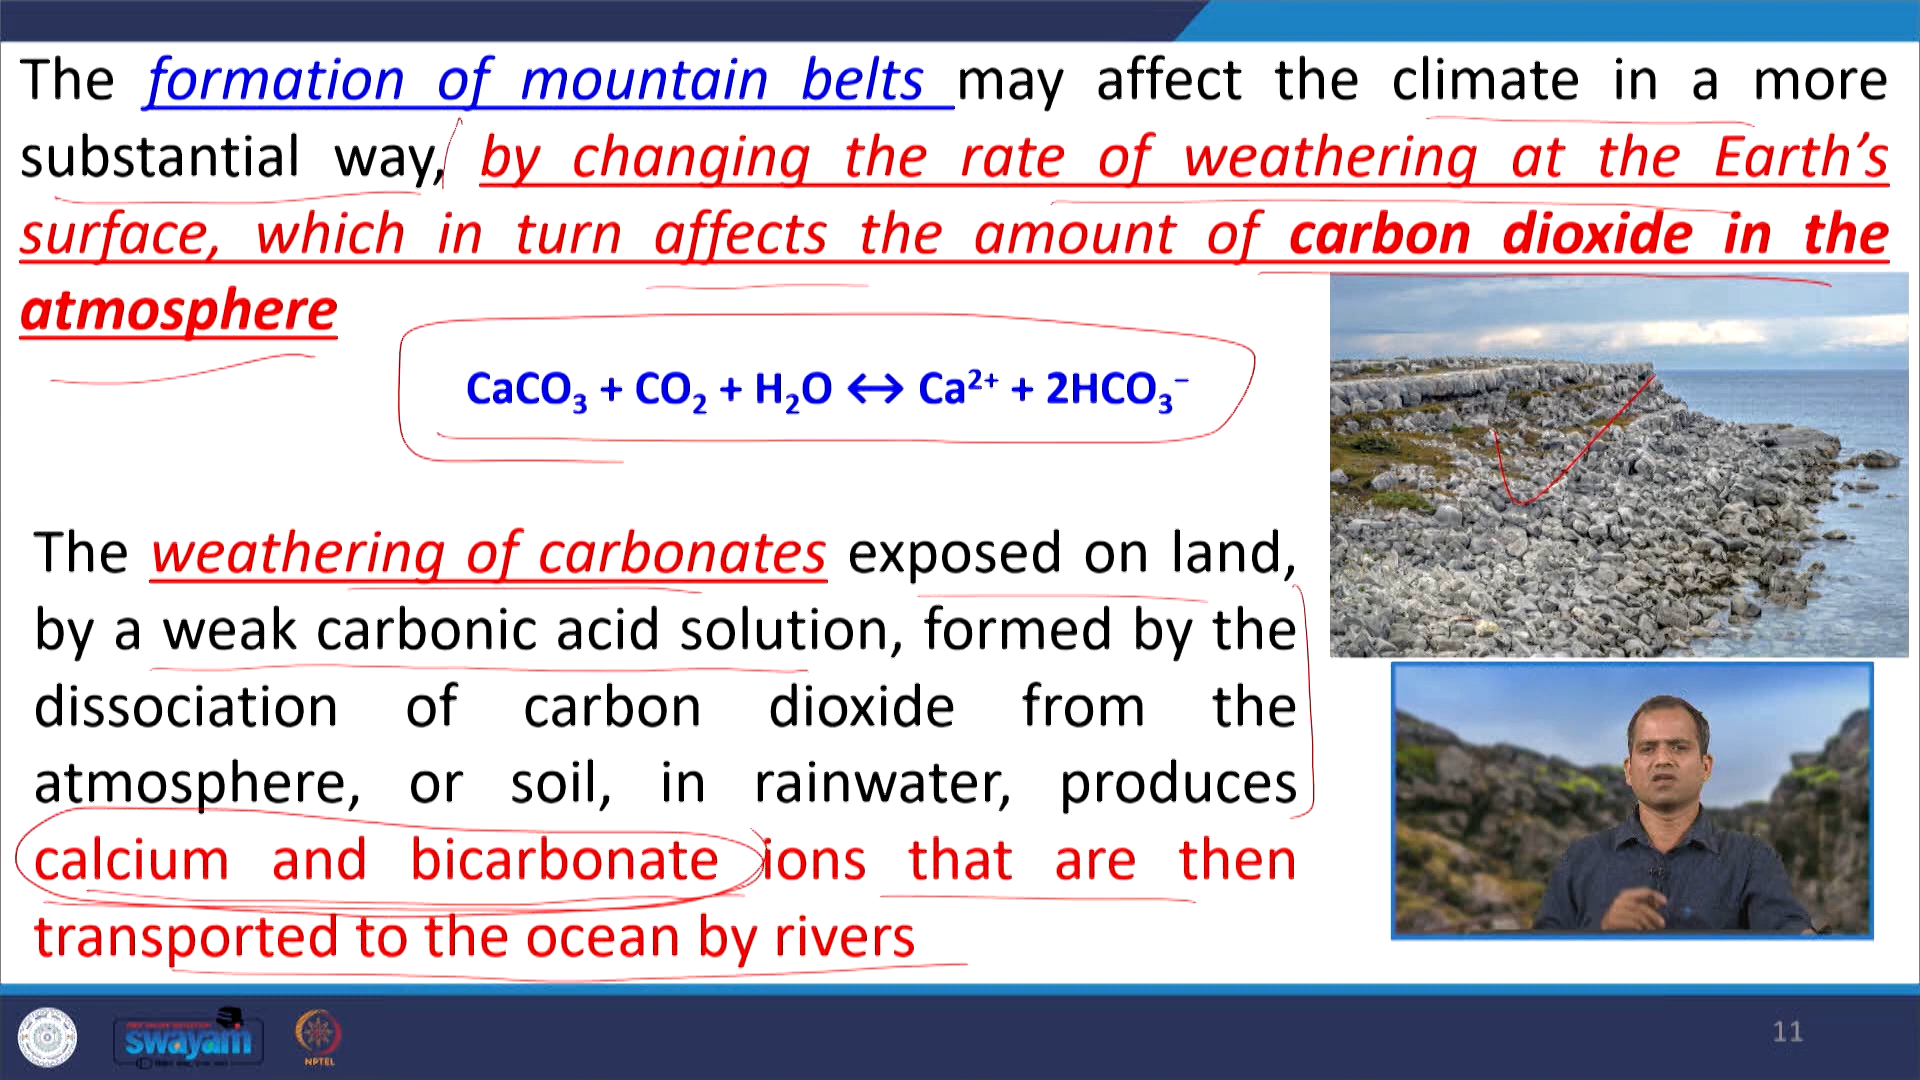 The formation of mountain belts may affect the climate in a more
substantial way, by changing the rate of weathering at the Earth’s
surface, which in turn affects the amount of carbon dioxide in the
atmosphere
CaCO₃ + CO₂ + H₂O ↔ Ca²⁺ + 2HCO₃⁻
The weathering of carbonates exposed on land,
by a weak carbonic acid solution, formed by the
dissociation of carbon dioxide from the
atmosphere, or soil, in rainwater, produces
calcium and bicarbonate ions that are then
transported to the ocean by rivers
swayam
NPTEL
11